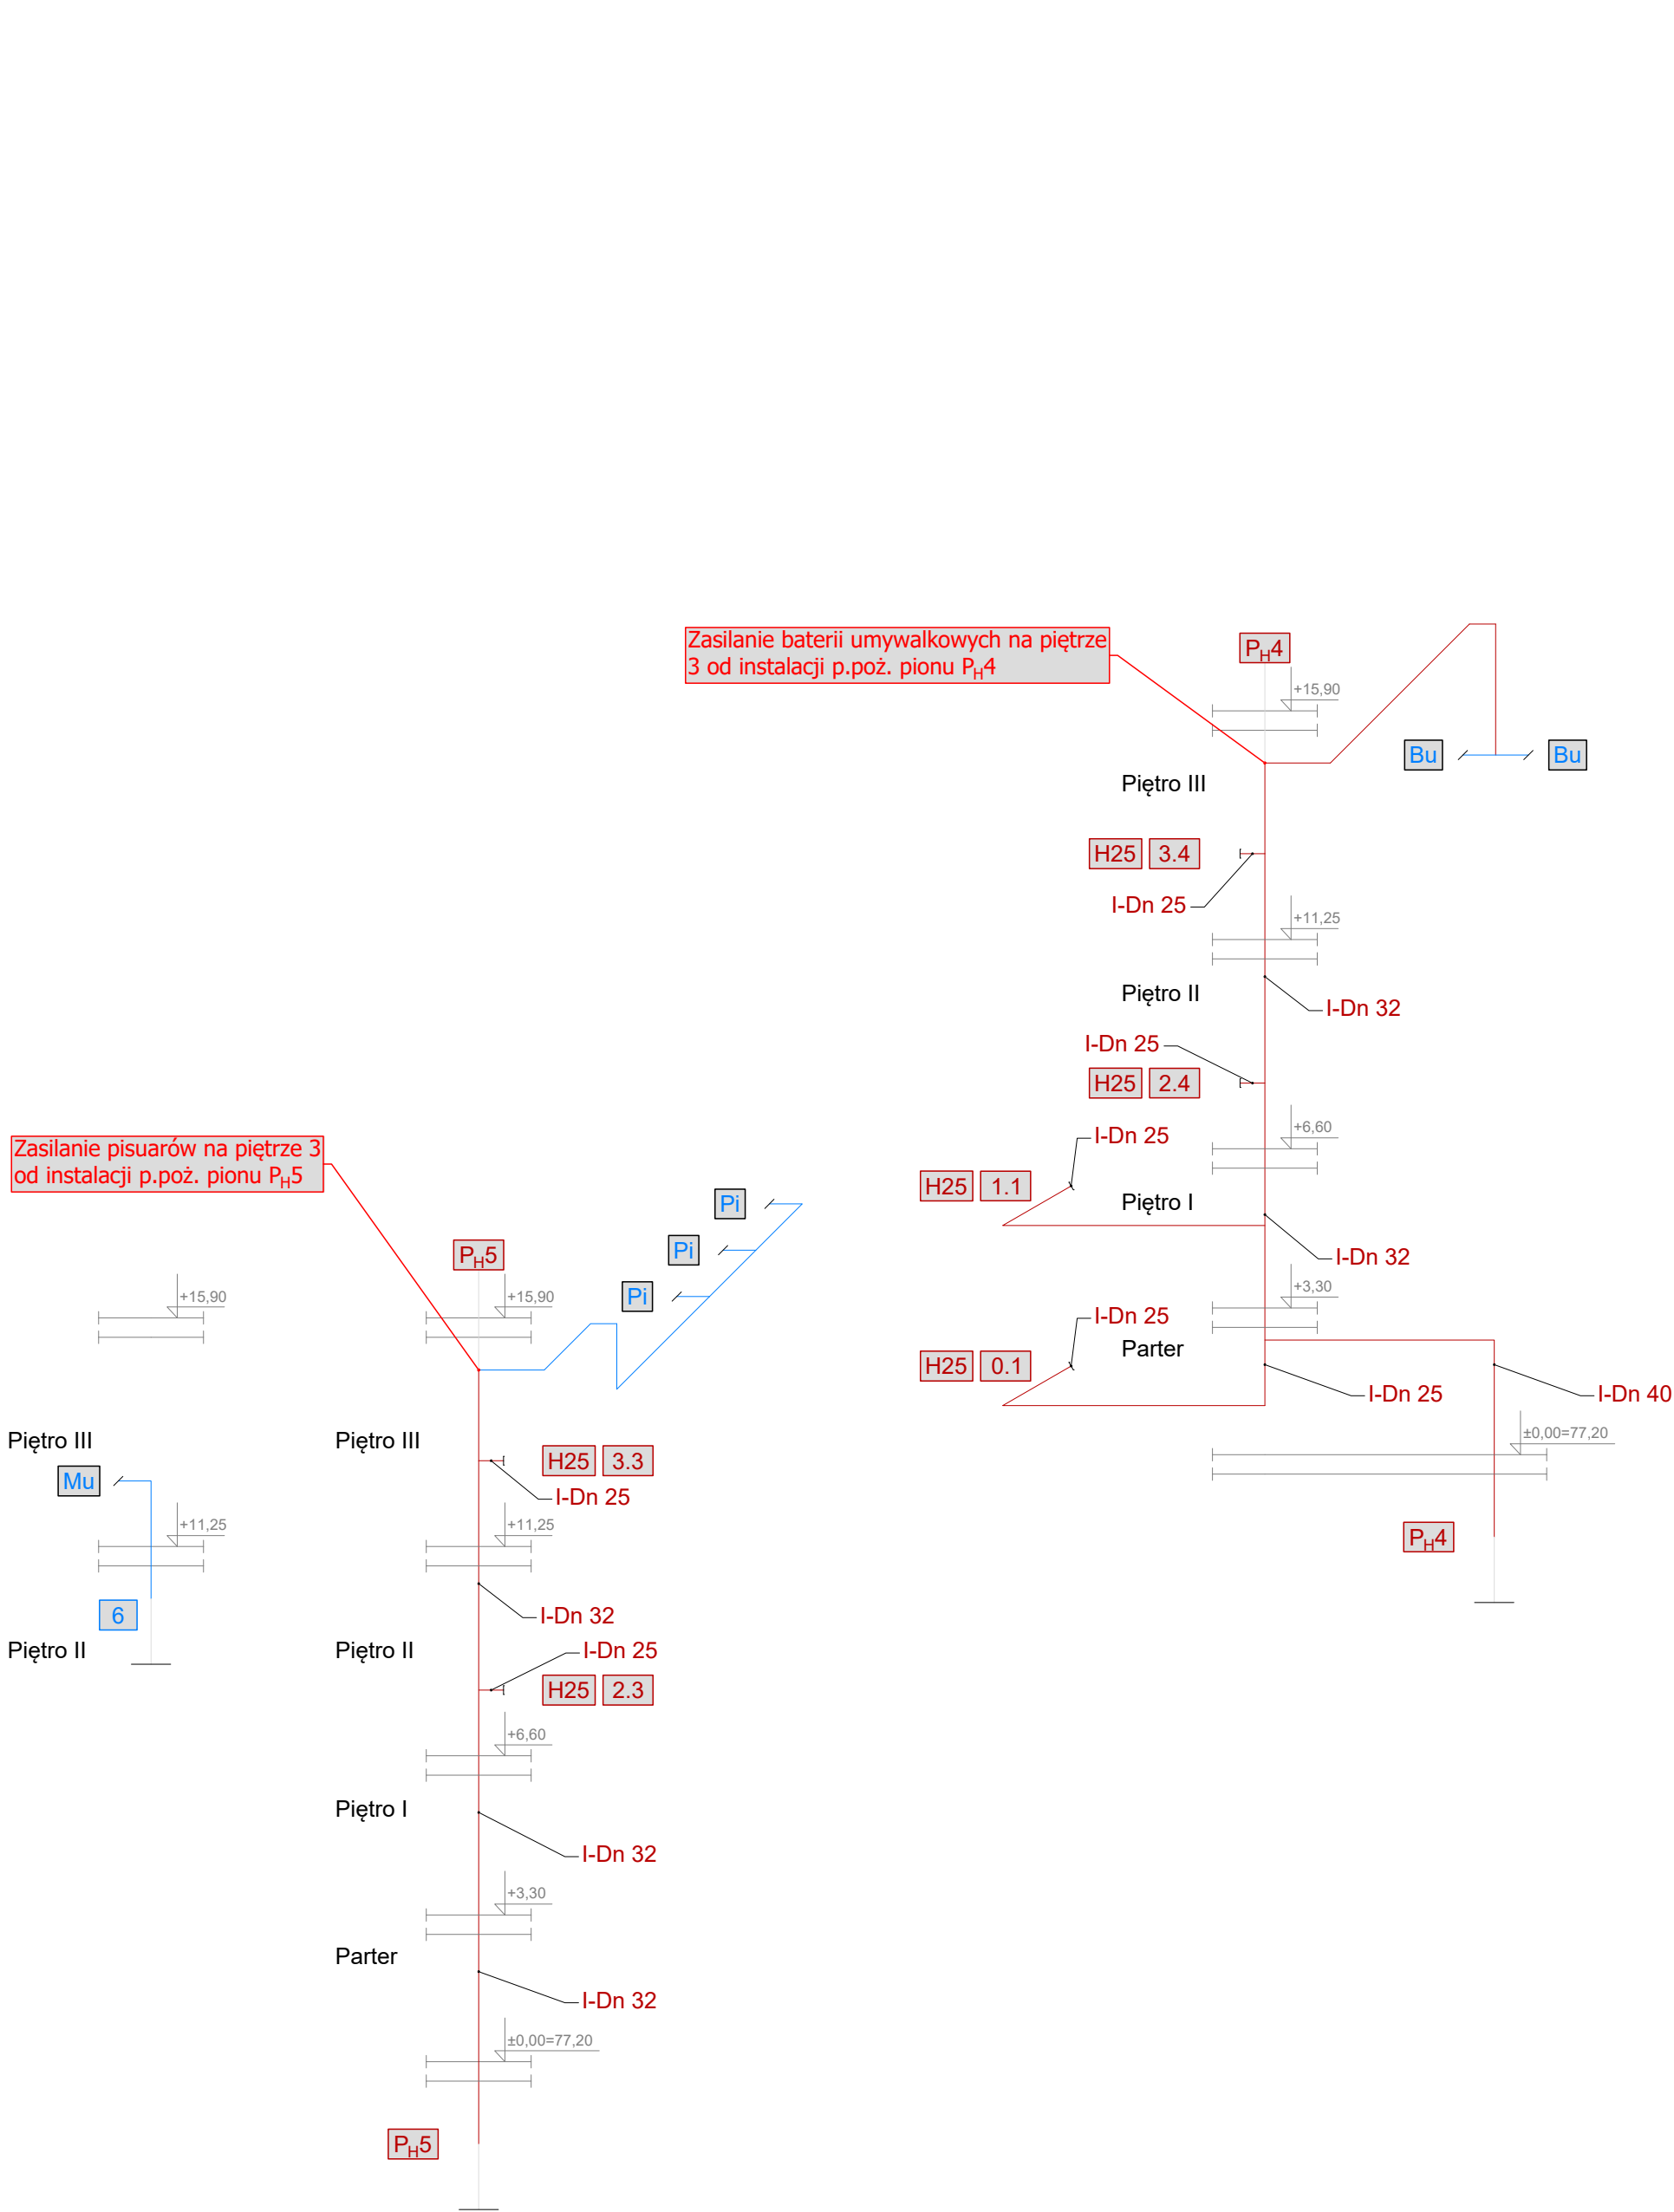 Zasilanie baterii umywalkowych na piętrze
3 od instalacji p.poż. pionu PH4
PH4
+15,90
Bu
Bu
Piętro III
H25 3.4
I-Dn 25
+11,25
Piętro II
I-Dn 32
I-Dn 25
H25 2.4
+6,60
I-Dn 25
H25 1.1
Piętro I
I-Dn 32
+3,30
I-Dn 25
H25 0.1
Parter
I-Dn 25
I-Dn 40
±0,00=77,20
PH4
Zasilanie pisuarów na piętrze 3
od instalacji p.poż. pionu PH5
Pi
Pi
Pi
PH5
+15,90
+15,90
Piętro III
Mu
+11,25
6
Piętro II
Piętro III
H25 3.3
I-Dn 25
+11,25
I-Dn 32
Piętro II
I-Dn 25
H25 2.3
+6,60
Piętro I
I-Dn 32
+3,30
Parter
I-Dn 32
±0,00=77,20
PH5